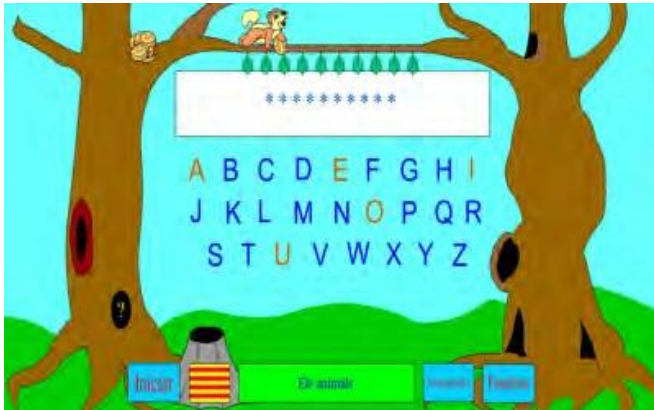 **********
A B C D E F G H I
J K L M N O P Q R
S T U V W X Y Z
?
Iniciar
Els animals